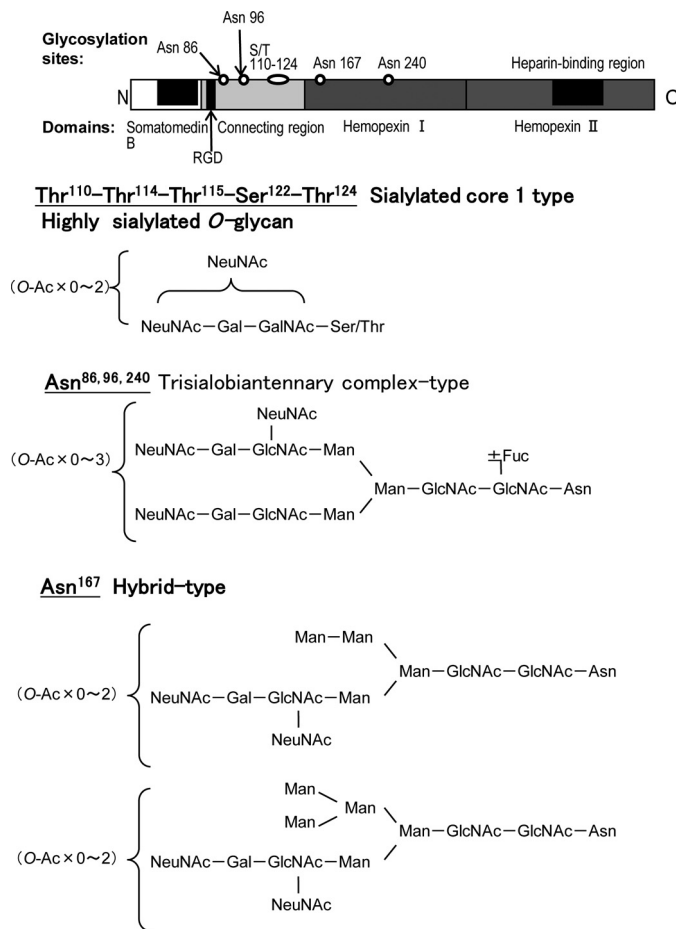 Asn 96
Glycosylation sites:
Asn 86
S/T 110-124
Asn 167
Asn 240
Heparin-binding region
N
C
Domains:
Somatomedin B
Connecting region
Hemopexin Ⅰ
Hemopexin Ⅱ
RGD
Thr110–Thr114–Thr115–Ser122–Thr124 Sialylated core 1 type
Highly sialylated O-glycan
NeuNAc
(O-Ac×0~2)
NeuNAc–Gal–GalNAc–Ser/Thr
Asn86,96,240 Trisialobiantennary complex-type
NeuNAc
NeuNAc–Gal–GlcNAc–Man
±Fuc
(O-Ac×0~3)
Man–GlcNAc–GlcNAc–Asn
NeuNAc–Gal–GlcNAc–Man
Asn167 Hybrid-type
Man–Man
Man–GlcNAc–GlcNAc–Asn
(O-Ac×0~2)
NeuNAc–Gal–GlcNAc–Man
NeuNAc
Man
Man
Man
Man–GlcNAc–GlcNAc–Asn
(O-Ac×0~2)
NeuNAc–Gal–GlcNAc–Man
NeuNAc